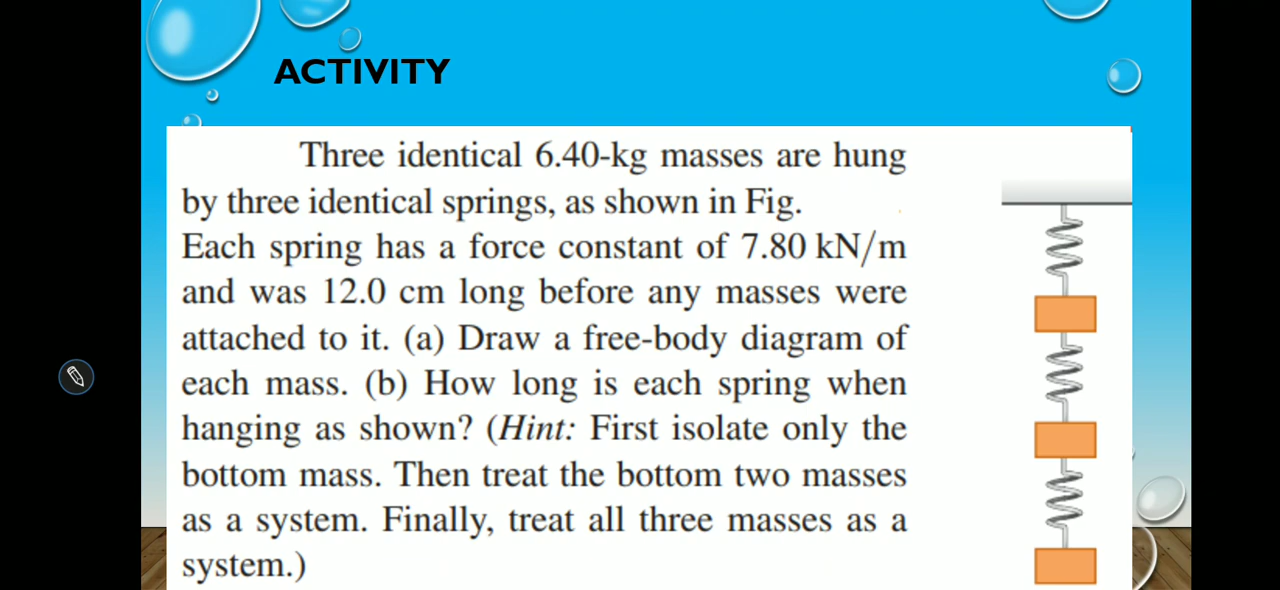 ACTIVITY
Three identical 6.40-kg masses are hung
by three identical springs, as shown in Fig.
Each spring has a force constant of 7.80 kN/m
and was 12.0 cm long before any masses were
attached to it. (a) Draw a free-body diagram of
each mass. (b) How long is each spring when
hanging as shown? (Hint: First isolate only the
bottom mass. Then treat the bottom two masses
as a system. Finally, treat all three masses as a
system.)